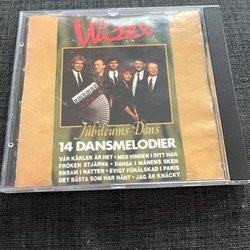 Wizex
Jubileums Dans
14 DANSMELODIER
VÅR KÄRLEK ÄR HET • MED VINDEN I DITT HÅR
FRÖKEN STJÄRNA • DANSA I MÅNENS SKEN
ENSAM I NATTEN • EVIGT FÖRÄLSKAD I PARIS
DET BÄSTA SOM HAR HÄNT • JAG ÄR KNÄCKT